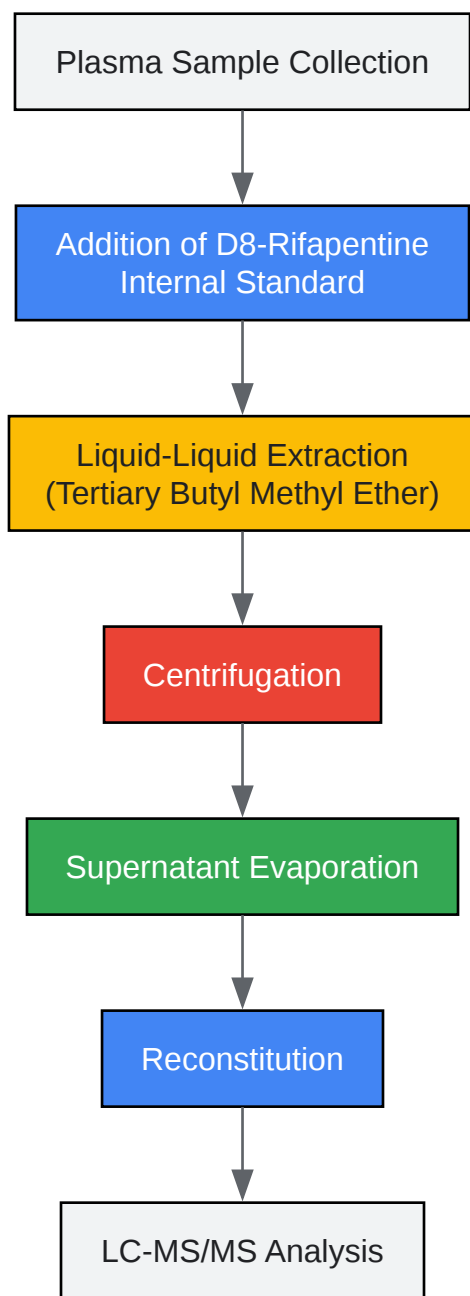 Plasma Sample Collection
Addition of D8-Rifapentine
Internal Standard
Liquid-Liquid Extraction
(Tertiary Butyl Methyl Ether)
Centrifugation
Supernatant Evaporation
Reconstitution
LC-MS/MS Analysis